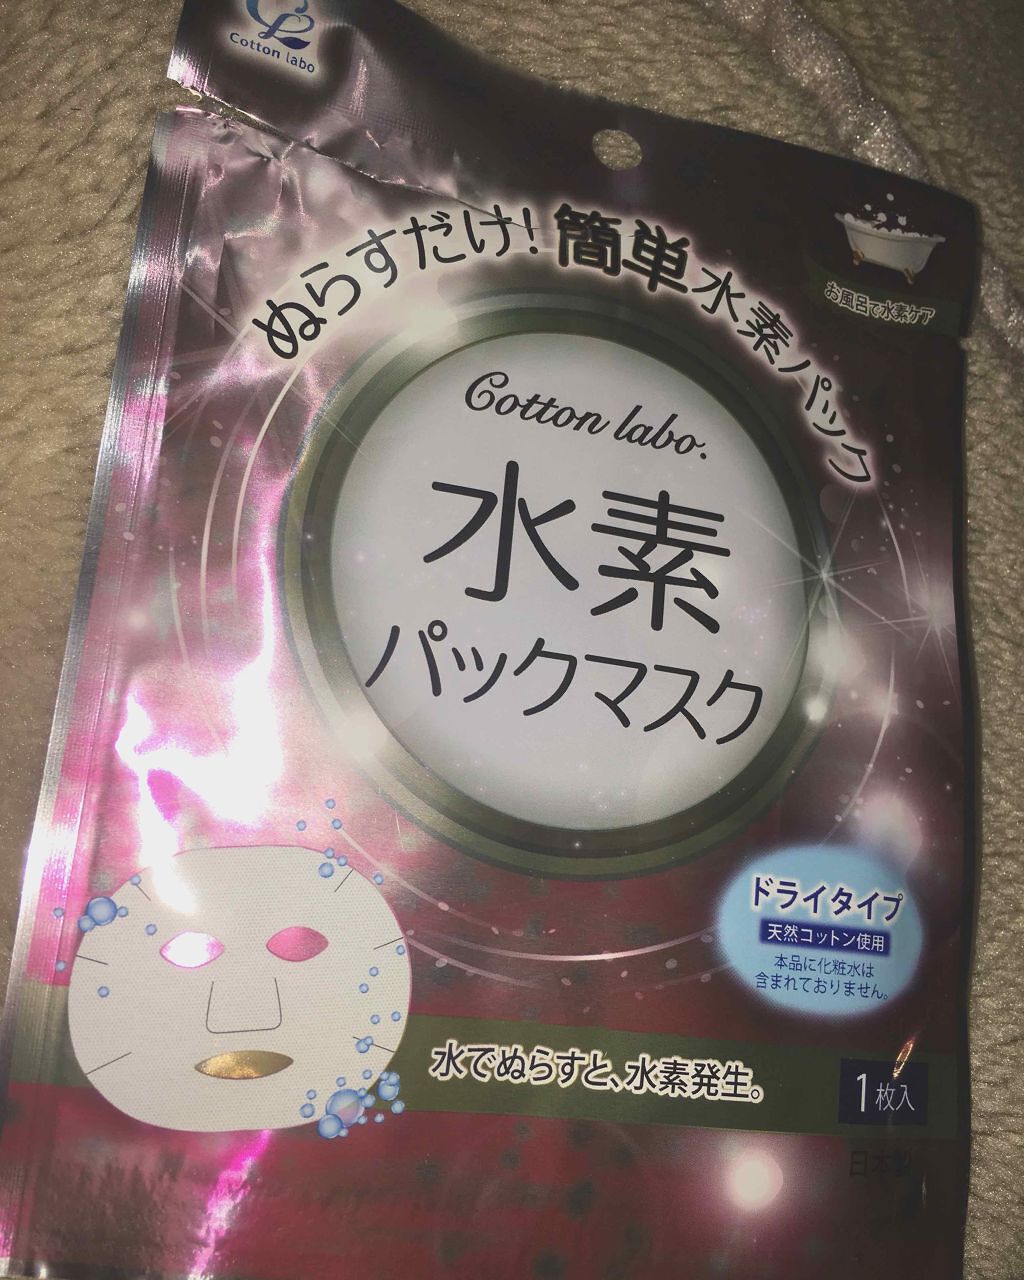 Cotton labo
ぬらすだけ!簡単水素パック
お風呂で水素ケア
Cotton labo.
水素
パックマスク
ドライタイプ
天然コットン使用
本品に化粧水は
含まれておりません。
水でぬらすと、水素発生。
1枚入
日本製